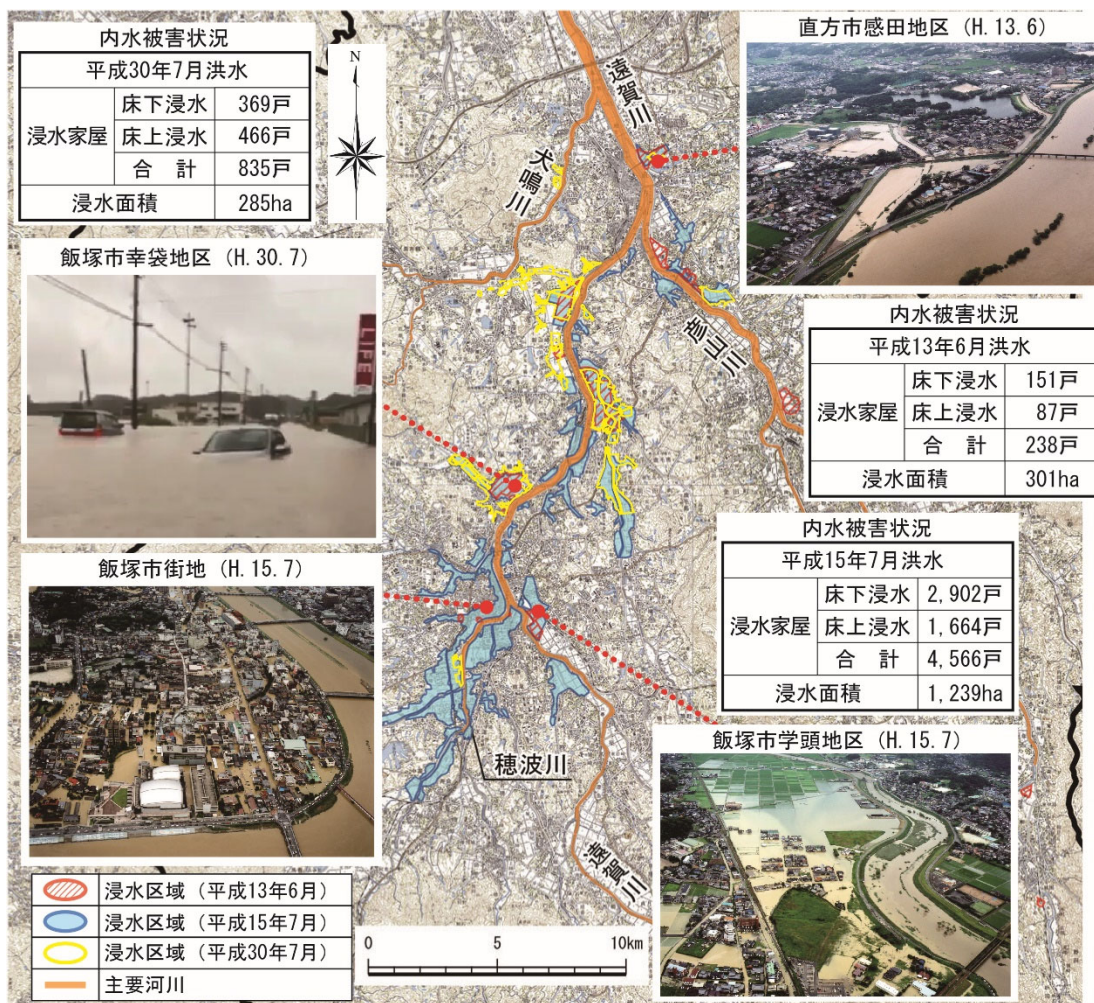 内水被害状況
平成30年7月洪水
浸水家屋
床下浸水 369戸
床上浸水 466戸
合 計 835戸
浸水面積 285ha
N
直方市感田地区 (H.13.6)
遠賀川
犬鳴川
彦山川
飯塚市幸袋地区 (H.30.7)
LIFE
内水被害状況
平成13年6月洪水
浸水家屋
床下浸水 151戸
床上浸水 87戸
合 計 238戸
浸水面積 301ha
内水被害状況
平成15年7月洪水
浸水家屋
床下浸水 2,902戸
床上浸水 1,664戸
合 計 4,566戸
浸水面積 1,239ha
飯塚市街地 (H.15.7)
穂波川
遠賀川
飯塚市学頭地区 (H.15.7)
浸水区域 (平成13年6月)
浸水区域 (平成15年7月)
浸水区域 (平成30年7月)
主要河川
0 5 10km